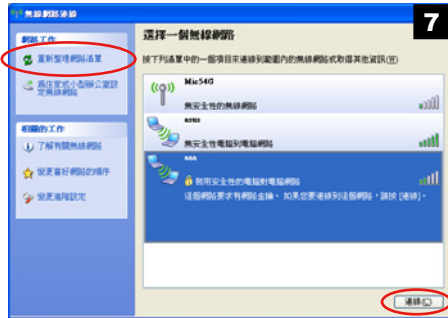 無線網路連線
7
網路工作
重新整理網路清單
為住家或小型辦公室設
定無線網路
相關的工作
了解有關無線網路
變更喜好網路的順序
變更進階設定
選擇一個無線網路
按下列清單中的一個項目來連線到範圍內的無線網路或取得其他資訊(W)
Mic54G
無安全性的無線網路
無安全性電腦到電腦網路
啟用安全性的電腦對電腦網路
這個網路要求有網路金鑰。如果您要連線到這個網路，請按 [連線]。
連線(C)